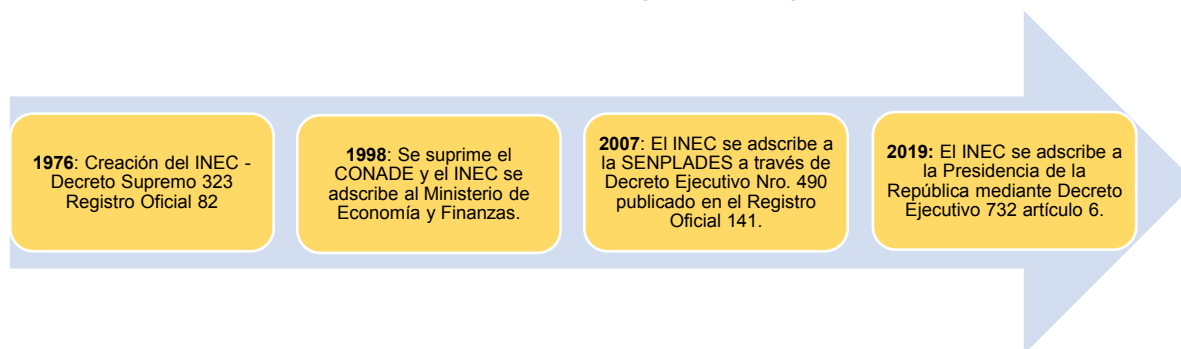 1976: Creación del INEC -
Decreto Supremo 323
Registro Oficial 82
1998: Se suprime el
CONADE y el INEC se
adscribe al Ministerio de
Economía y Finanzas.
2007: El INEC se adscribe a
la SENPLADES a través de
Decreto Ejecutivo Nro. 490
publicado en el Registro
Oficial 141.
2019: El INEC se adscribe a
la Presidencia de la
República mediante Decreto
Ejecutivo 732 artículo 6.